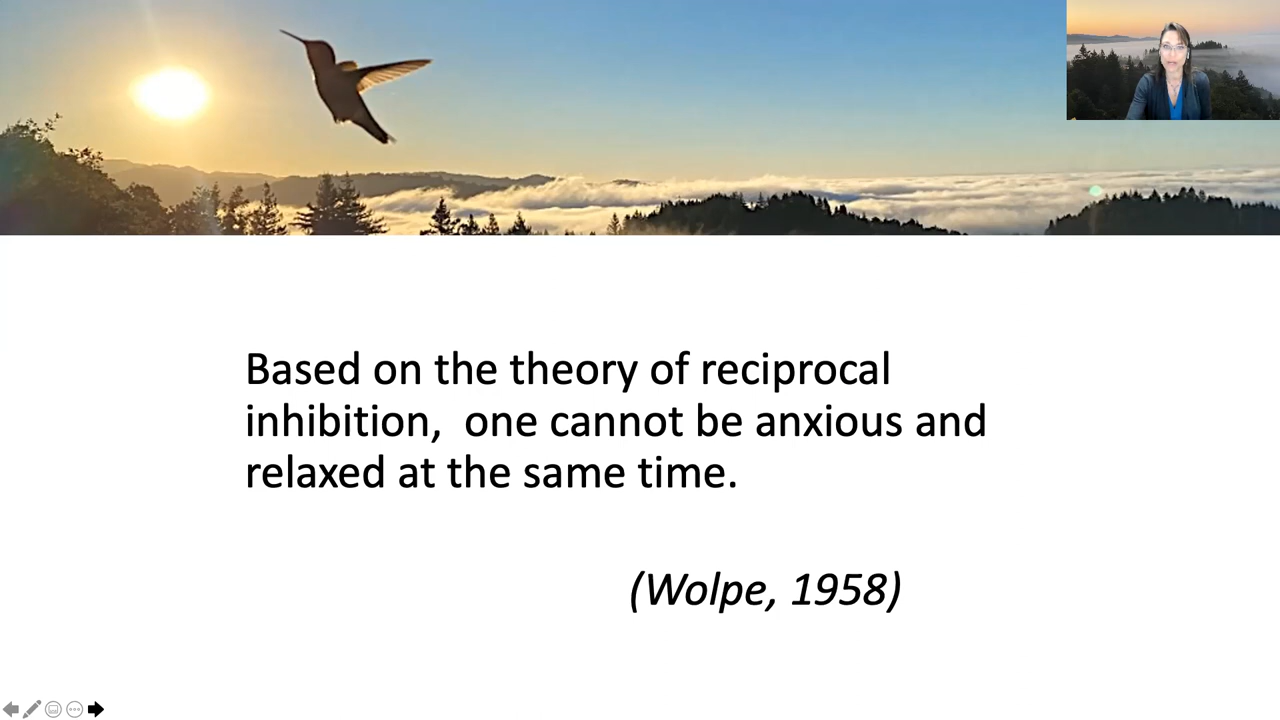 Based on the theory of reciprocal
inhibition,  one cannot be anxious and
relaxed at the same time.
(Wolpe, 1958)